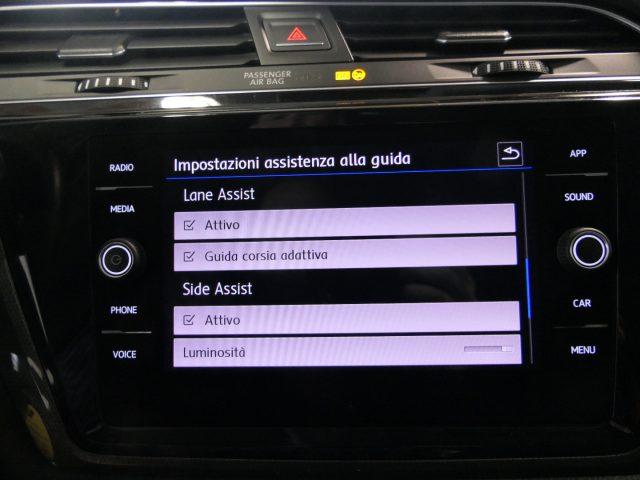 PASSENGER
AIR BAG
RADIO
MEDIA
PHONE
VOICE
Impostazioni assistenza alla guida
Lane Assist
Attivo
Guida corsia adattiva
Side Assist
Attivo
Luminosità
APP
SOUND
CAR
MENU